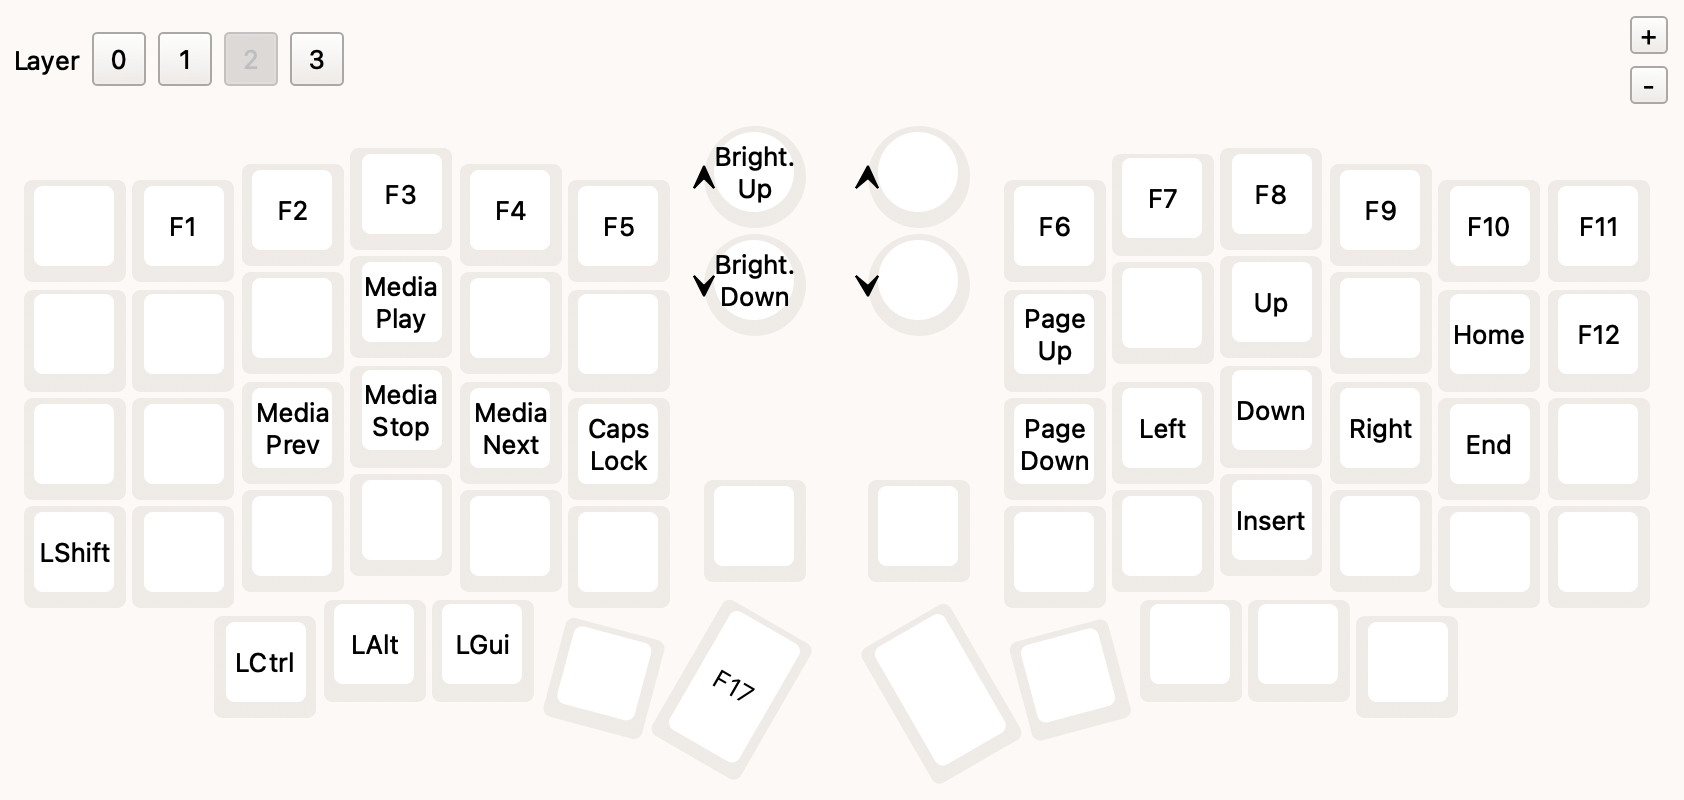 Layer 0 1 2 3
+
-
F1 F2 F3 F4 F5
Bright.
Up
F6 F7 F8 F9 F10 F11
Media
Play
Bright.
Down
Page
Up
Up
Home
F12
Media
Prev
Media
Stop
Media
Next
Caps
Lock
Page
Down
Left
Down
Right
End
LShift
Insert
LCtrl
LAlt
LGui
F17